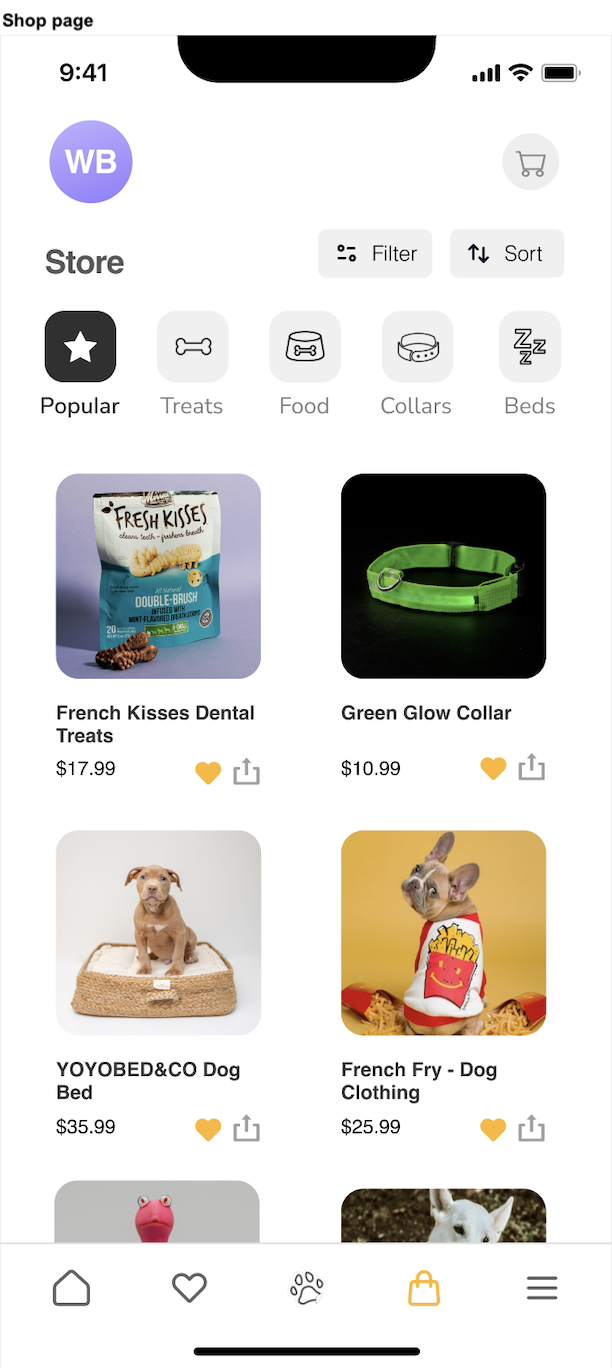 Shop page
9:41
WB
Store
Filter
Sort
Popular
Treats
Food
Collars
Beds
FRESH KISSES
cleans teeth - freshens breath
All Natural
DOUBLE-BRUSH
INFUSED WITH
MINT-FLAVORED BREATH STRIPS
20
French Kisses Dental
Treats
$17.99
Green Glow Collar
$10.99
YOYOBED&CO Dog
Bed
$35.99
French Fry - Dog
Clothing
$25.99